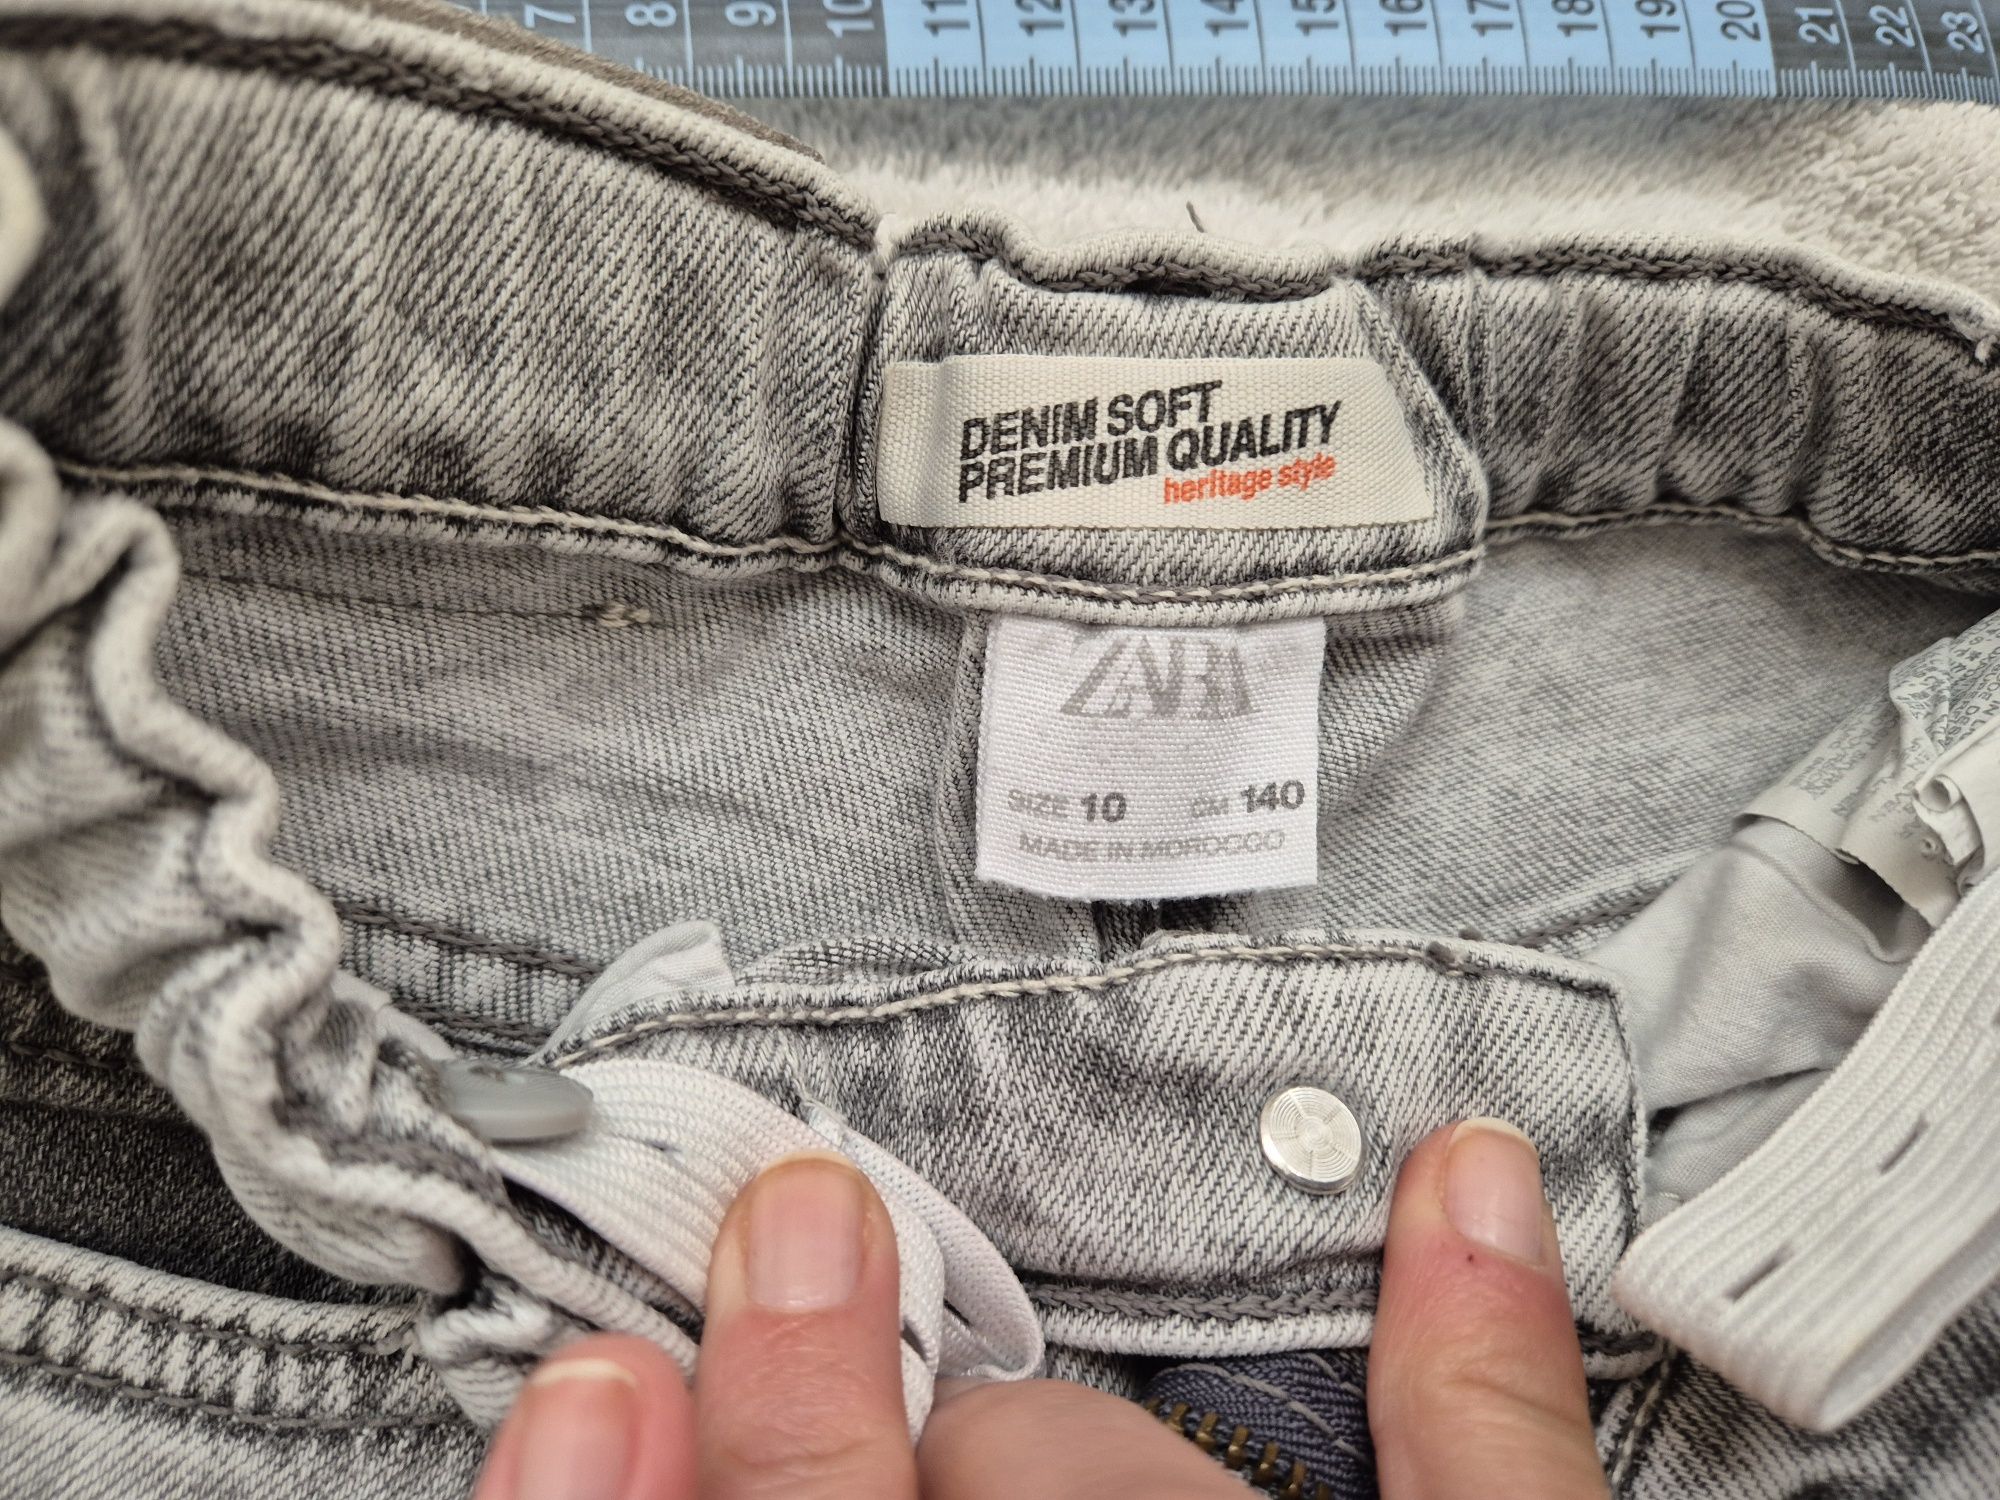 7 8 9 10 11 12 13 14 15 16 17 18 19 20 21 22 23
DENIM SOFT
PREMIUM QUALITY
heritage style
ZARA
SIZE 10 CM 140
MADE IN MOROCCO